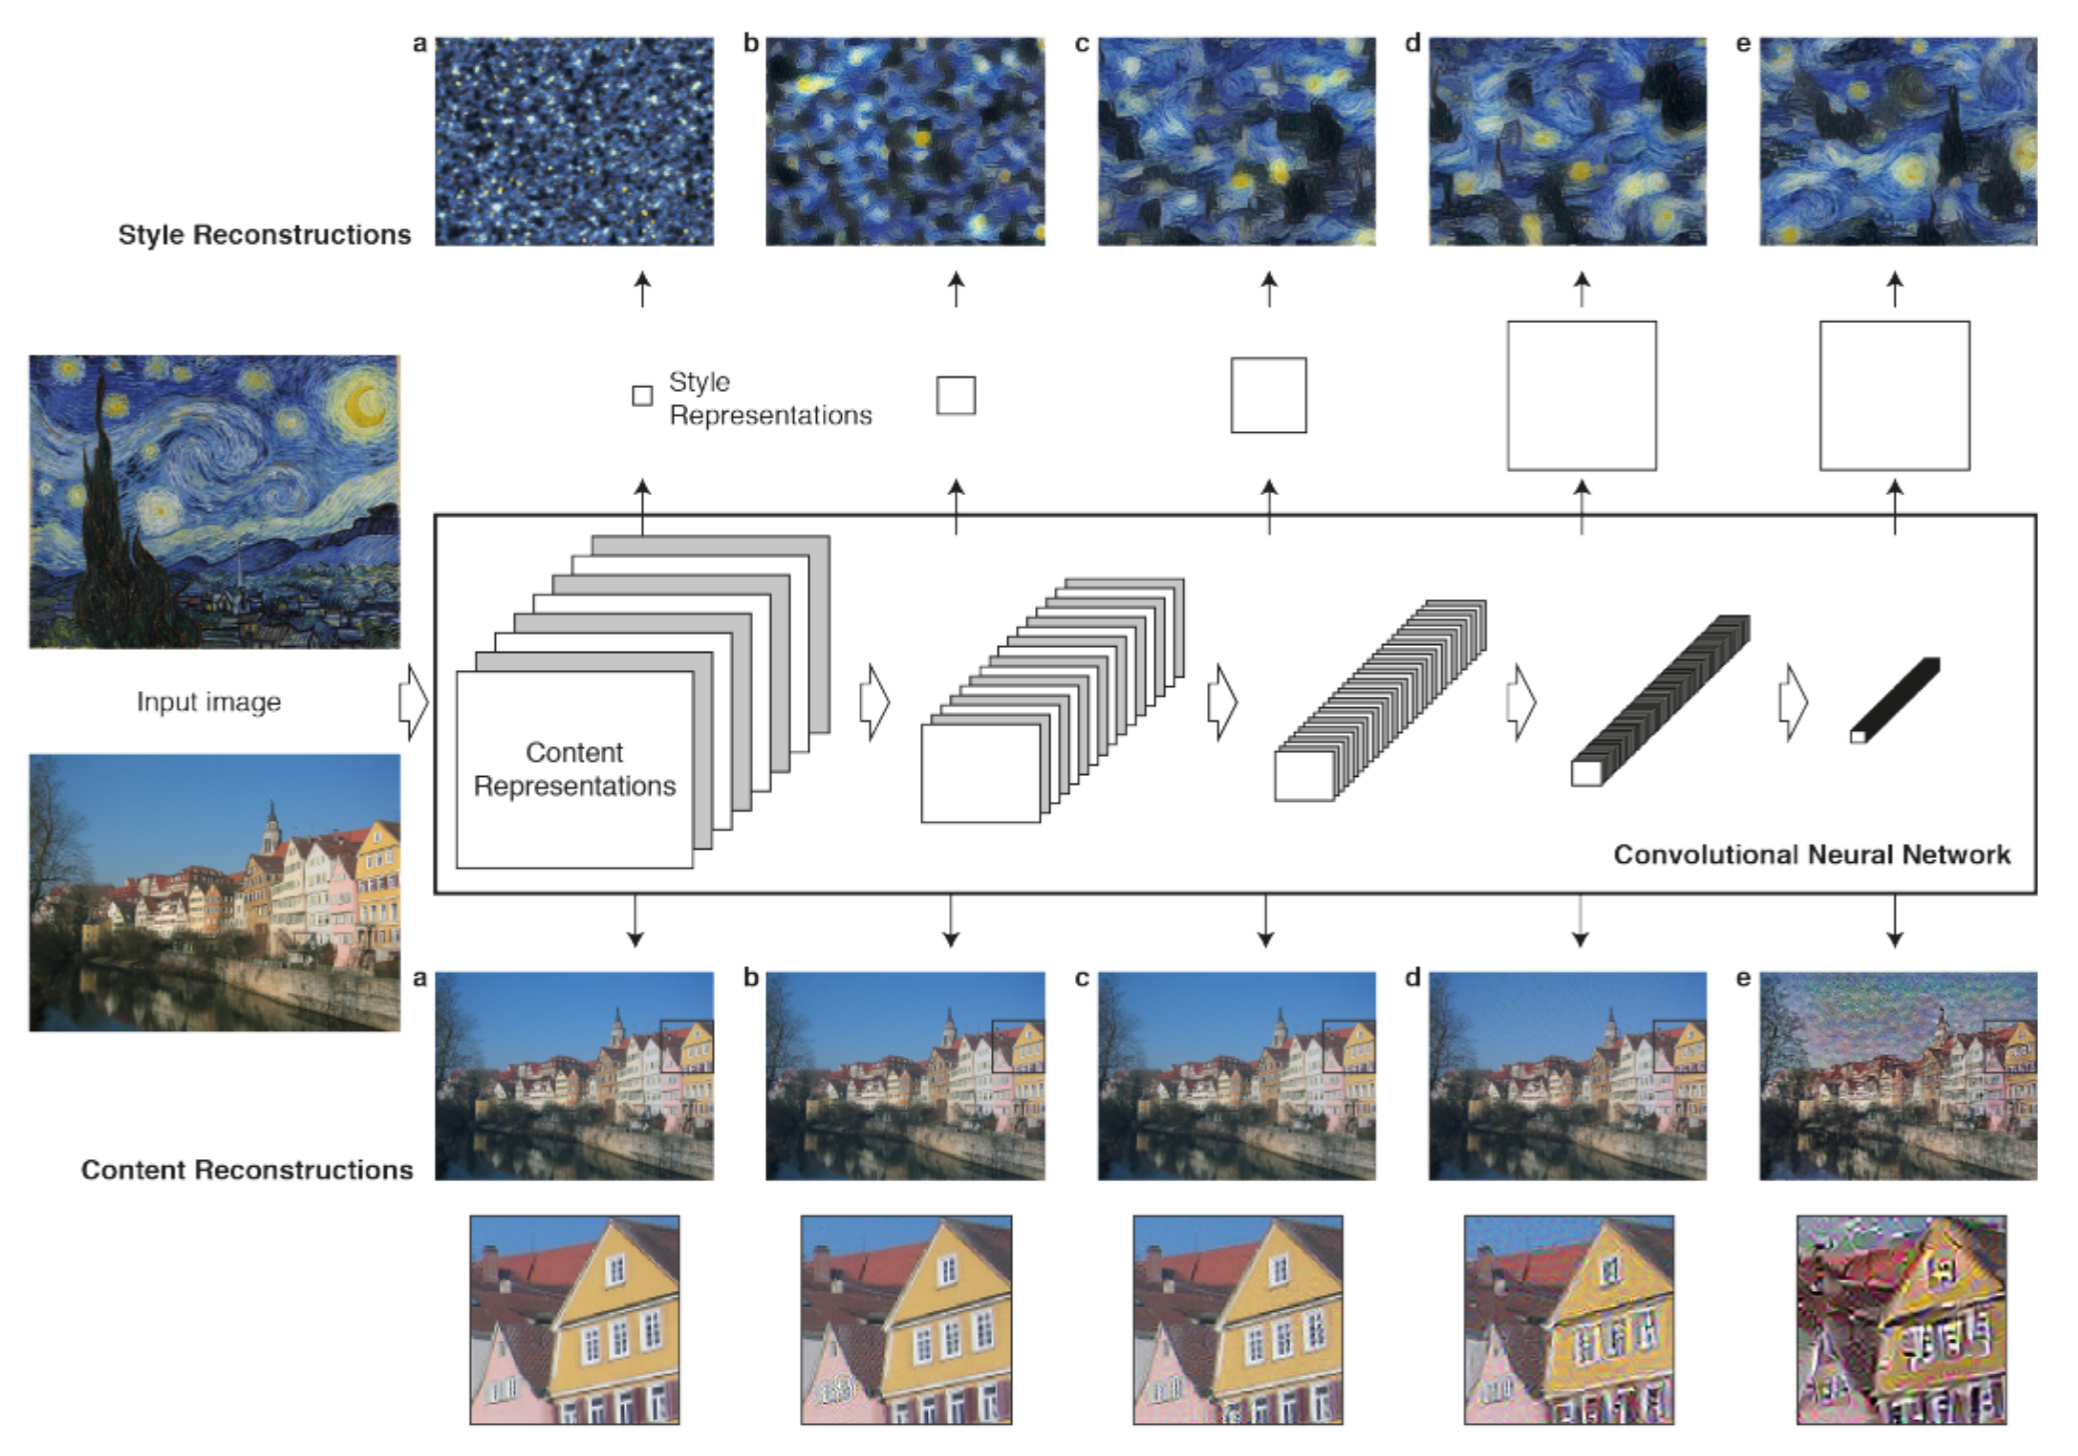 a
b
c
d
e
Style Reconstructions
Style
Representations
Input image
Content
Representations
Convolutional Neural Network
a
b
c
d
e
Content Reconstructions